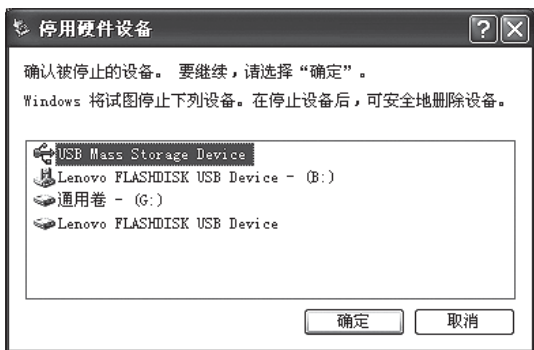 停用硬件设备
确认被停止的设备。 要继续，请选择“确定”。
Windows 将试图停止下列设备。在停止设备后，可安全地删除设备。
USB Mass Storage Device
Lenovo FLASHDISK USB Device - (B:)
通用卷 - (G:)
Lenovo FLASHDISK USB Device
确定
取消